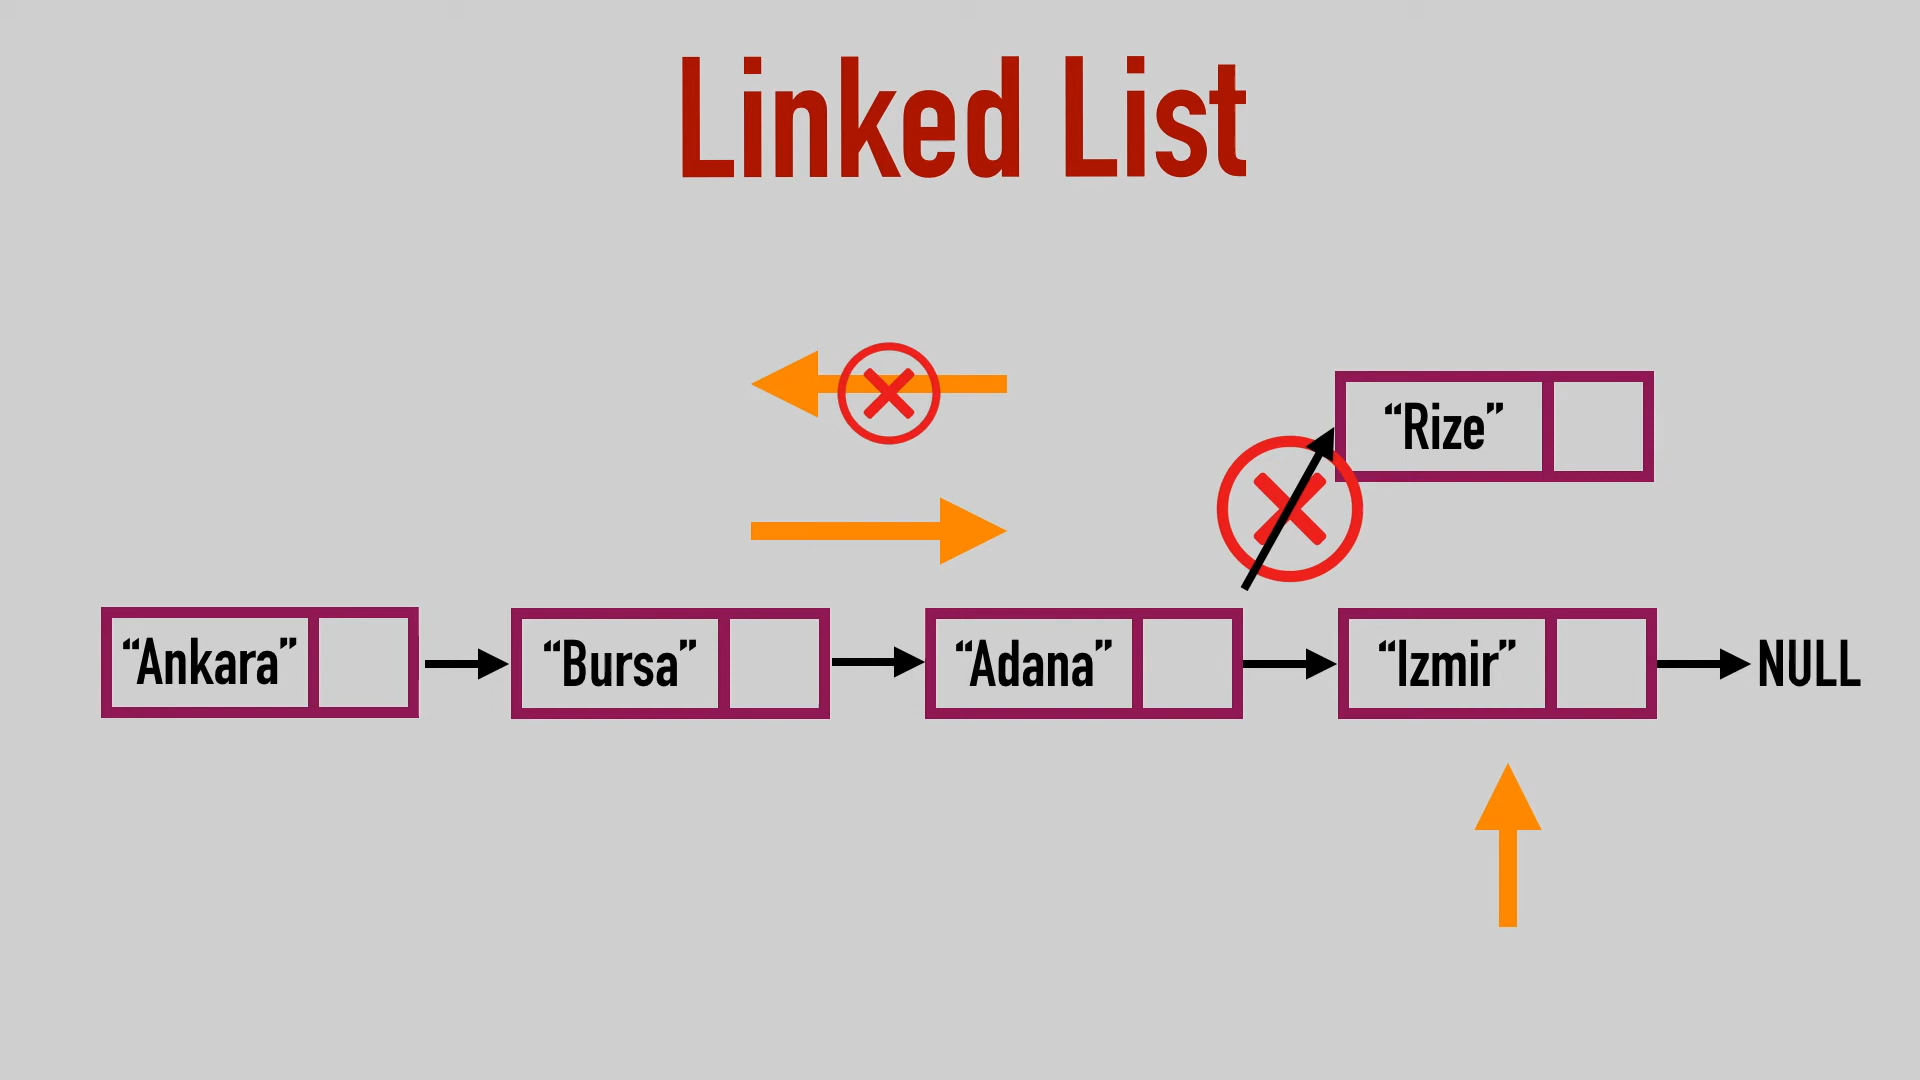 Linked List
“Rize”
“Ankara”
“Bursa”
“Adana”
“Izmir”
NULL